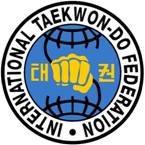 INTERNATIONAL TAEKWON-DO FEDERATION •
태 권